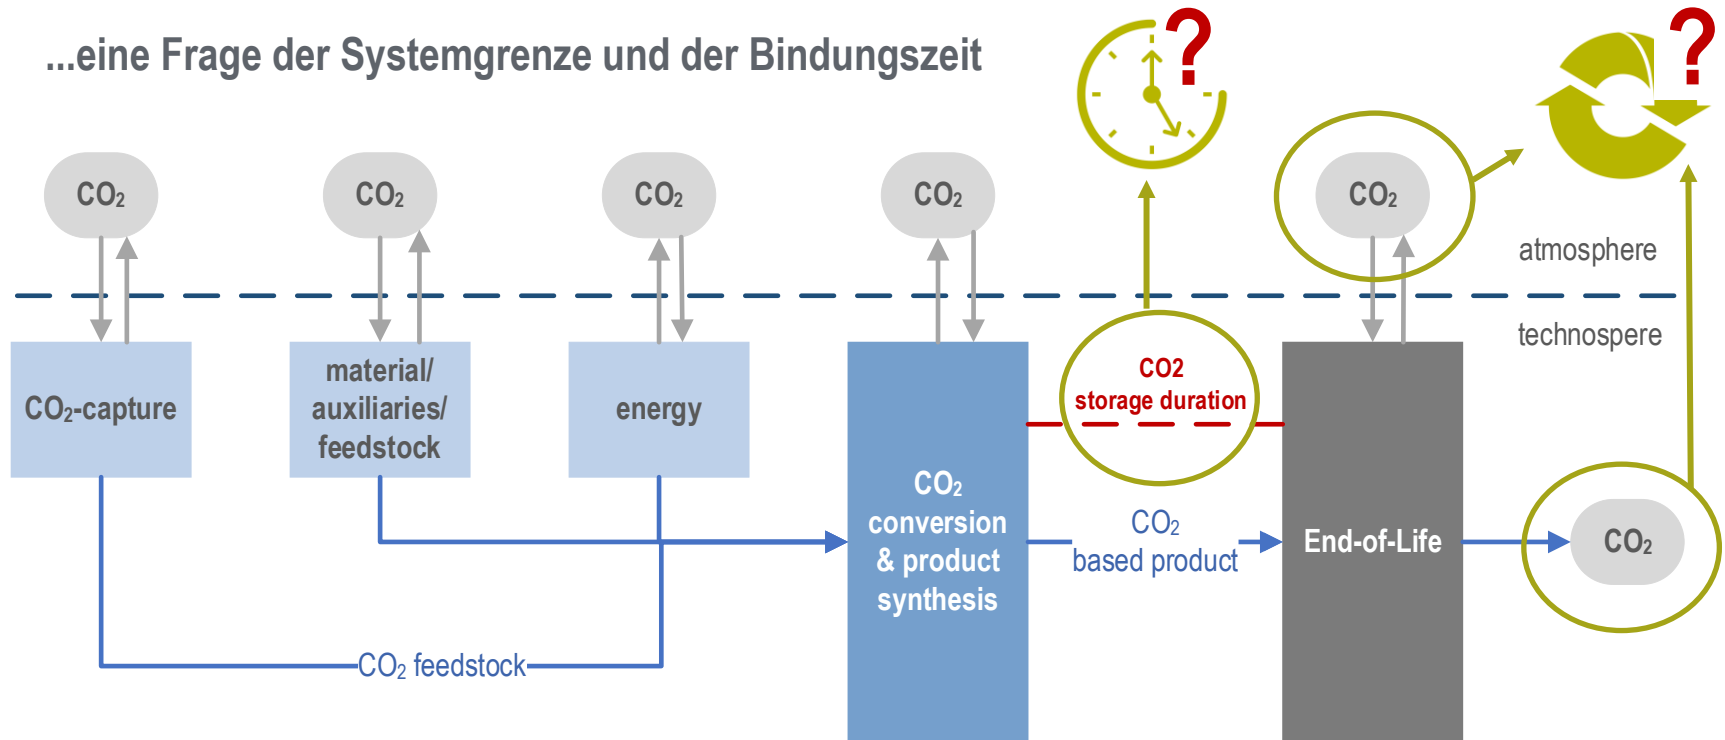 ...eine Frage der Systemgrenze und der Bindungszeit
?
?
CO₂
CO₂
CO₂
CO₂
CO₂
atmosphere
technospere
CO₂-capture
material/
auxiliaries/
feedstock
energy
CO2
storage duration
CO₂
conversion
& product
synthesis
CO₂
based product
End-of-Life
CO₂
CO₂ feedstock